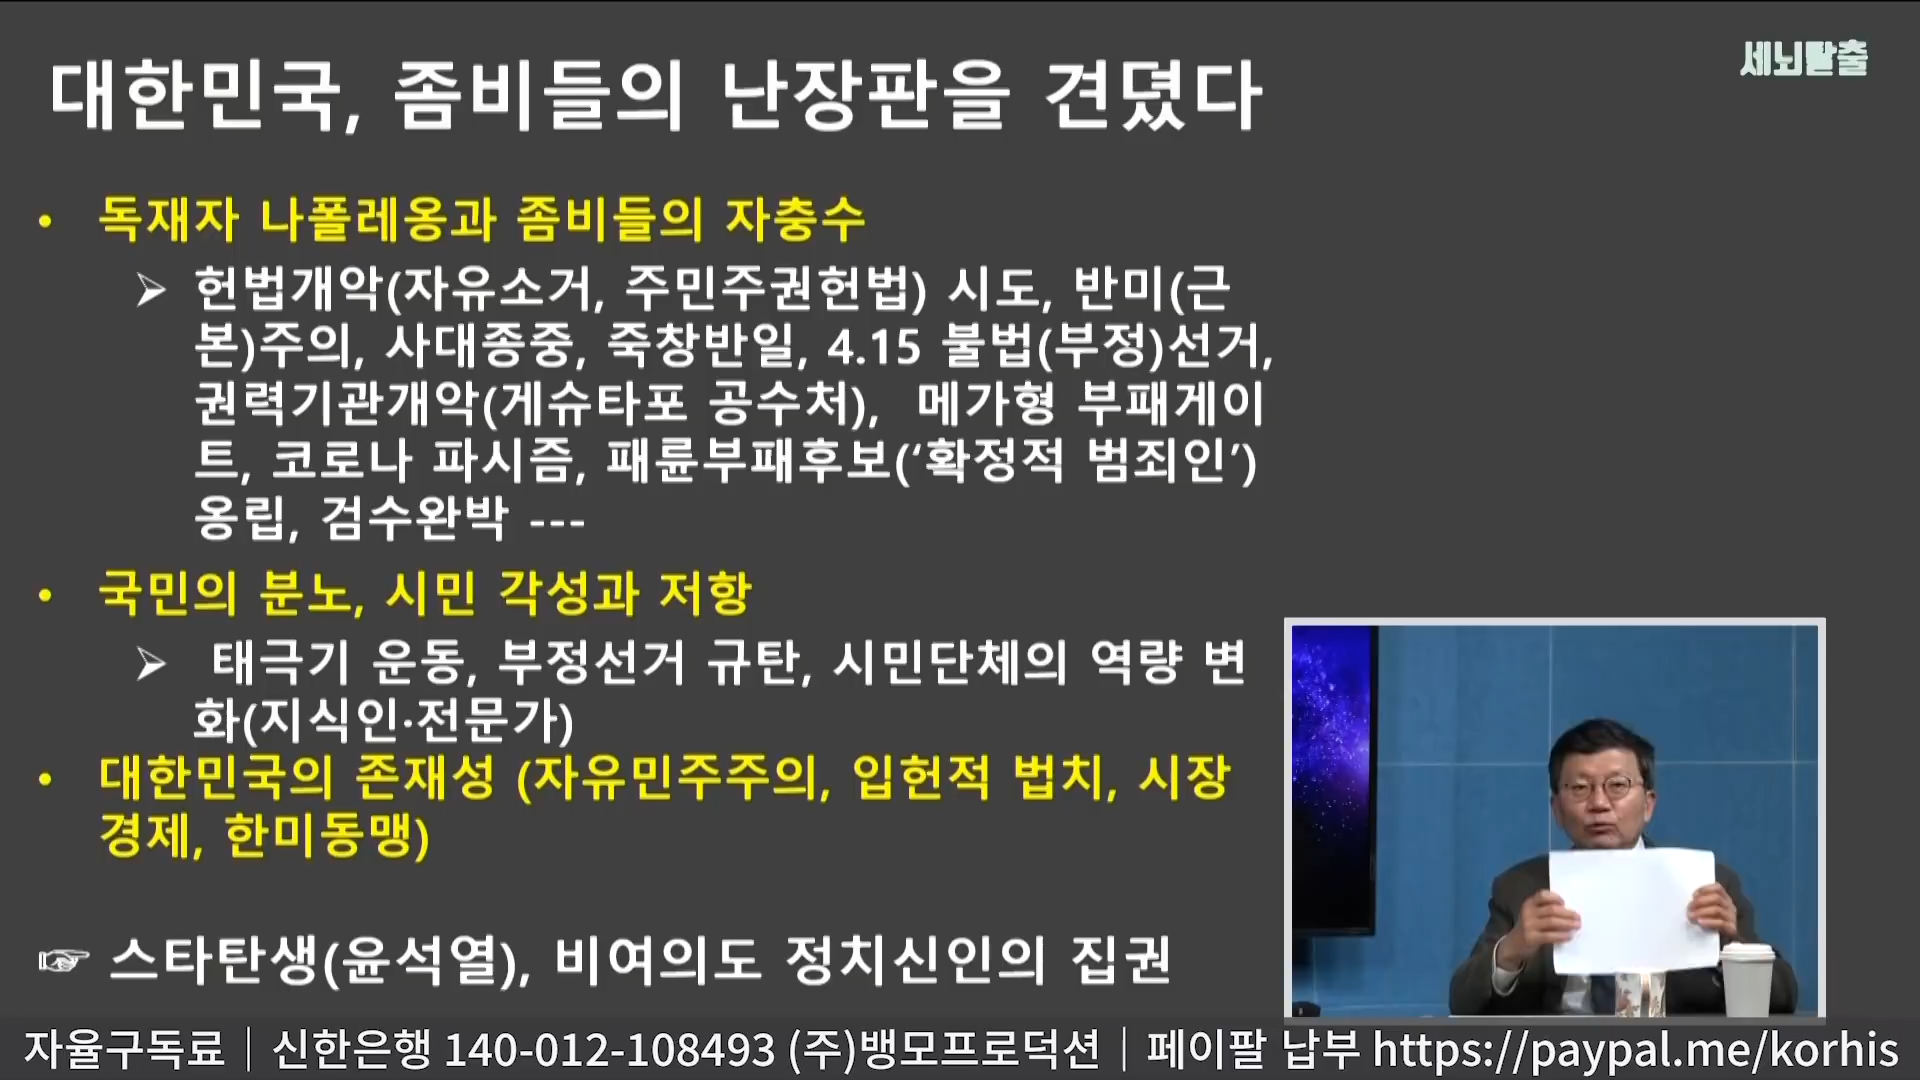 대한민국, 좀비들의 난장판을 견뎠다
세뇌탈출
• 독재자 나폴레옹과 좀비들의 자충수
➢ 헌법개악(자유소거, 주민주권헌법) 시도, 반미(근
본)주의, 사대종중, 죽창반일, 4.15 불법(부정)선거,
권력기관개악(게슈타포 공수처), 메가형 부패게이
트, 코로나 파시즘, 패륜부패후보(‘확정적 범죄인’)
옹립, 검수완박 ---
• 국민의 분노, 시민 각성과 저항
➢ 태극기 운동, 부정선거 규탄, 시민단체의 역량 변
화(지식인·전문가)
• 대한민국의 존재성 (자유민주주의, 입헌적 법치, 시장
경제, 한미동맹)
☞ 스타탄생(윤석열), 비여의도 정치신인의 집권
자율구독료｜신한은행 140-012-108493 (주)뱅모프로덕션｜페이팔 납부 https://paypal.me/korhis